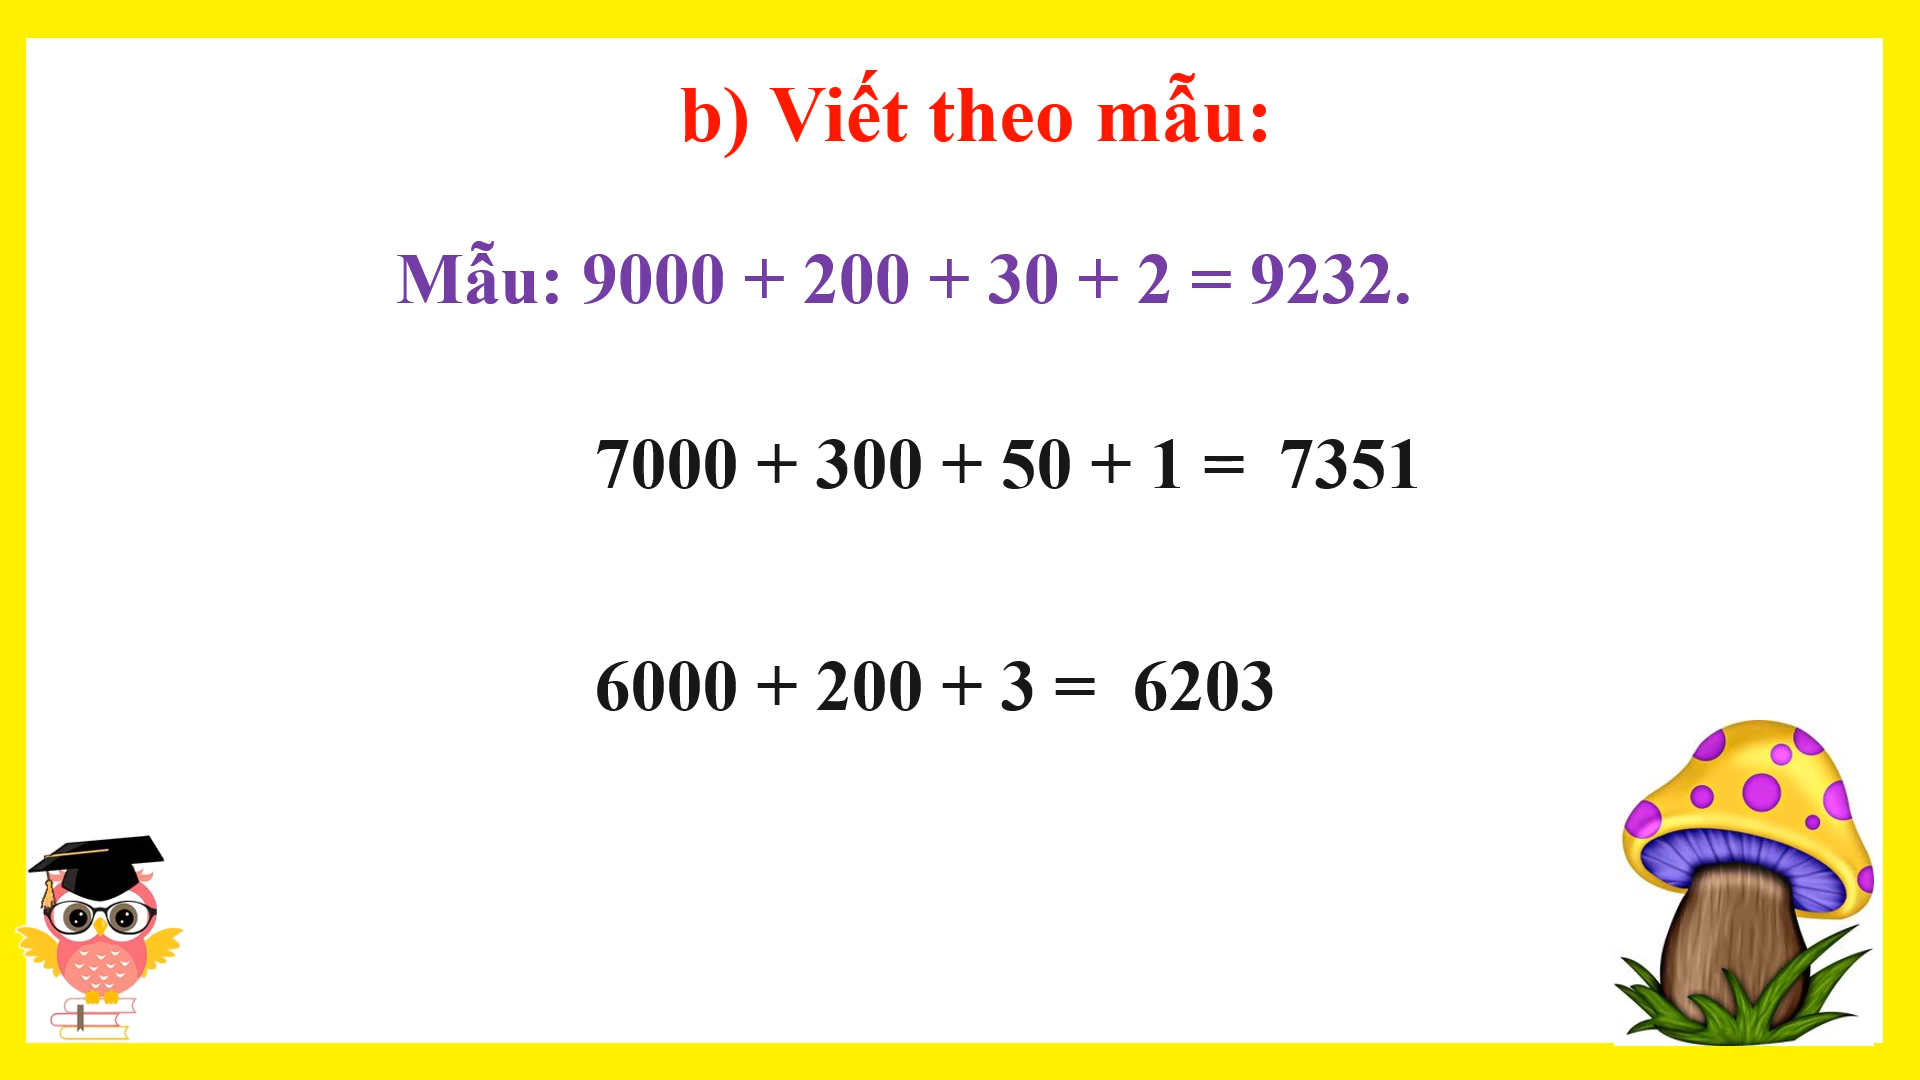 b) Viết theo mẫu:
Mẫu: 9000 + 200 + 30 + 2 = 9232.
7000 + 300 + 50 + 1 = 7351
6000 + 200 + 3 = 6203